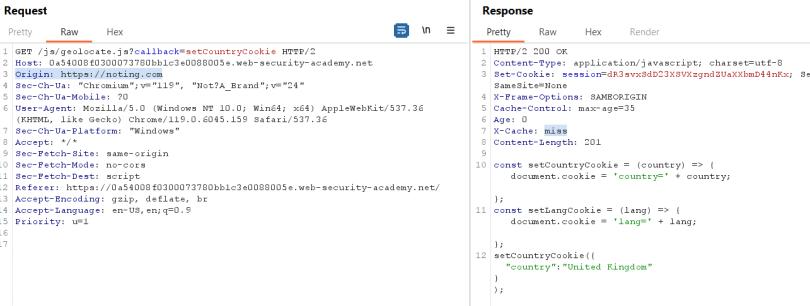 Request
Pretty Raw Hex \n
1 GET /js/geolocate.js?callback=setCountryCookie HTTP/2
2 Host: 0a54008f0300073780bb1c3e0088005e.web-security-academy.net
3 Origin: https://noting.com
4 Sec-Ch-Ua: "Chromium";v="119", "Not?A_Brand";v="24"
5 Sec-Ch-Ua-Mobile: ?0
6 User-Agent: Mozilla/5.0 (Windows NT 10.0; Win64; x64) AppleWebKit/537.36
(KHTML, like Gecko) Chrome/119.0.6045.159 Safari/537.36
7 Sec-Ch-Ua-Platform: "Windows"
8 Accept: */*
9 Sec-Fetch-Site: same-origin
10 Sec-Fetch-Mode: no-cors
11 Sec-Fetch-Dest: script
12 Referer: https://0a54008f0300073780bb1c3e0088005e.web-security-academy.net/
13 Accept-Encoding: gzip, deflate, br
14 Accept-Language: en-US,en;q=0.9
15 Priority: u=1
16
17
Response
Pretty Raw Hex Render
1 HTTP/2 200 OK
2 Content-Type: application/javascript; charset=utf-8
3 Set-Cookie: session=dR3svxSdD23XSVXzgndZUaXXbmD44nKx; Se
SameSite=None
4 X-Frame-Options: SAMEORIGIN
5 Cache-Control: max-age=35
6 Age: 0
7 X-Cache: miss
8 Content-Length: 201
9
10 const setCountryCookie = (country) => {
document.cookie = 'country=' + country;
};
11 const setLangCookie = (lang) => {
document.cookie = 'lang=' + lang;
};
12 setCountryCookie({
"country":"United Kingdom"
}
);